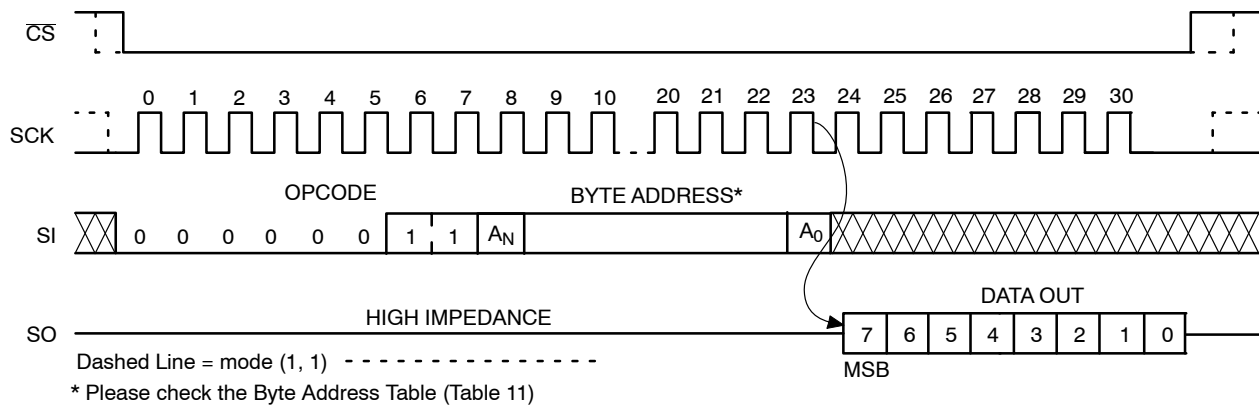 CS
0 1 2 3 4 5 6 7 8 9 10 20 21 22 23 24 25 26 27 28 29 30
SCK
OPCODE BYTE ADDRESS*
SI 0 0 0 0 0 0 1 1 AN A0
DATA OUT
HIGH IMPEDANCE
SO 7 6 5 4 3 2 1 0
Dashed Line = mode (1, 1)
MSB
* Please check the Byte Address Table (Table 11)